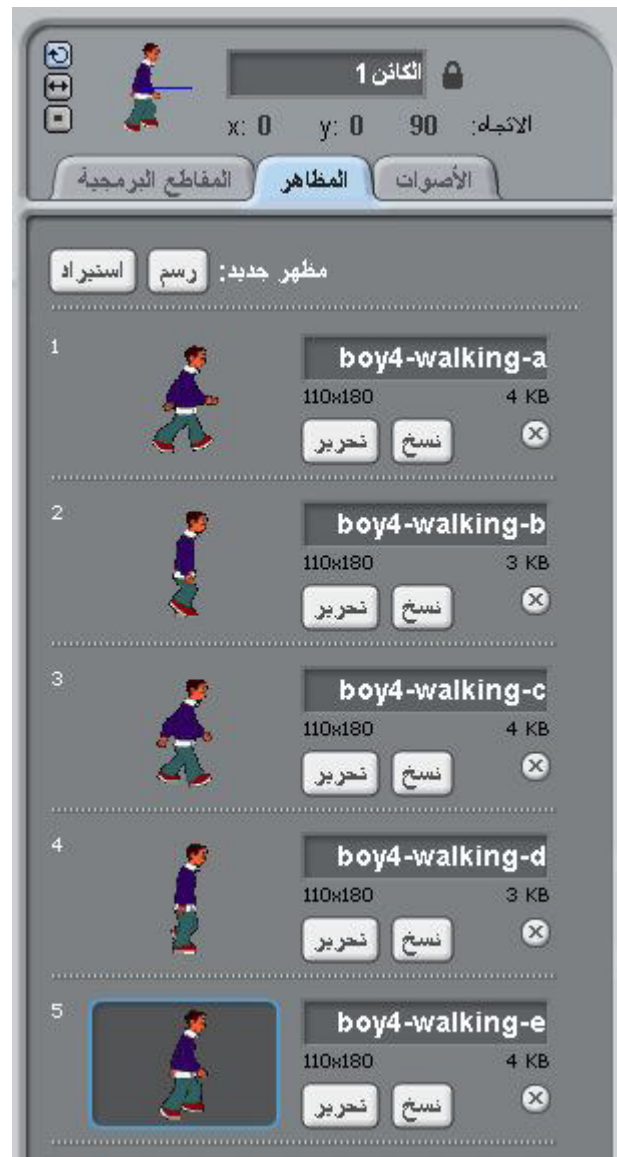 الكائن 1
الاتجاه: 90 y: 0 x: 0
الأصوات المظاهر المقاطع البرمجية
مظهر جديد: رسم استيراد
1
boy4-walking-a
110x180 4 KB
تحرير نسخ
2
boy4-walking-b
110x180 3 KB
تحرير نسخ
3
boy4-walking-c
110x180 4 KB
تحرير نسخ
4
boy4-walking-d
110x180 3 KB
تحرير نسخ
5
boy4-walking-e
110x180 4 KB
تحرير نسخ